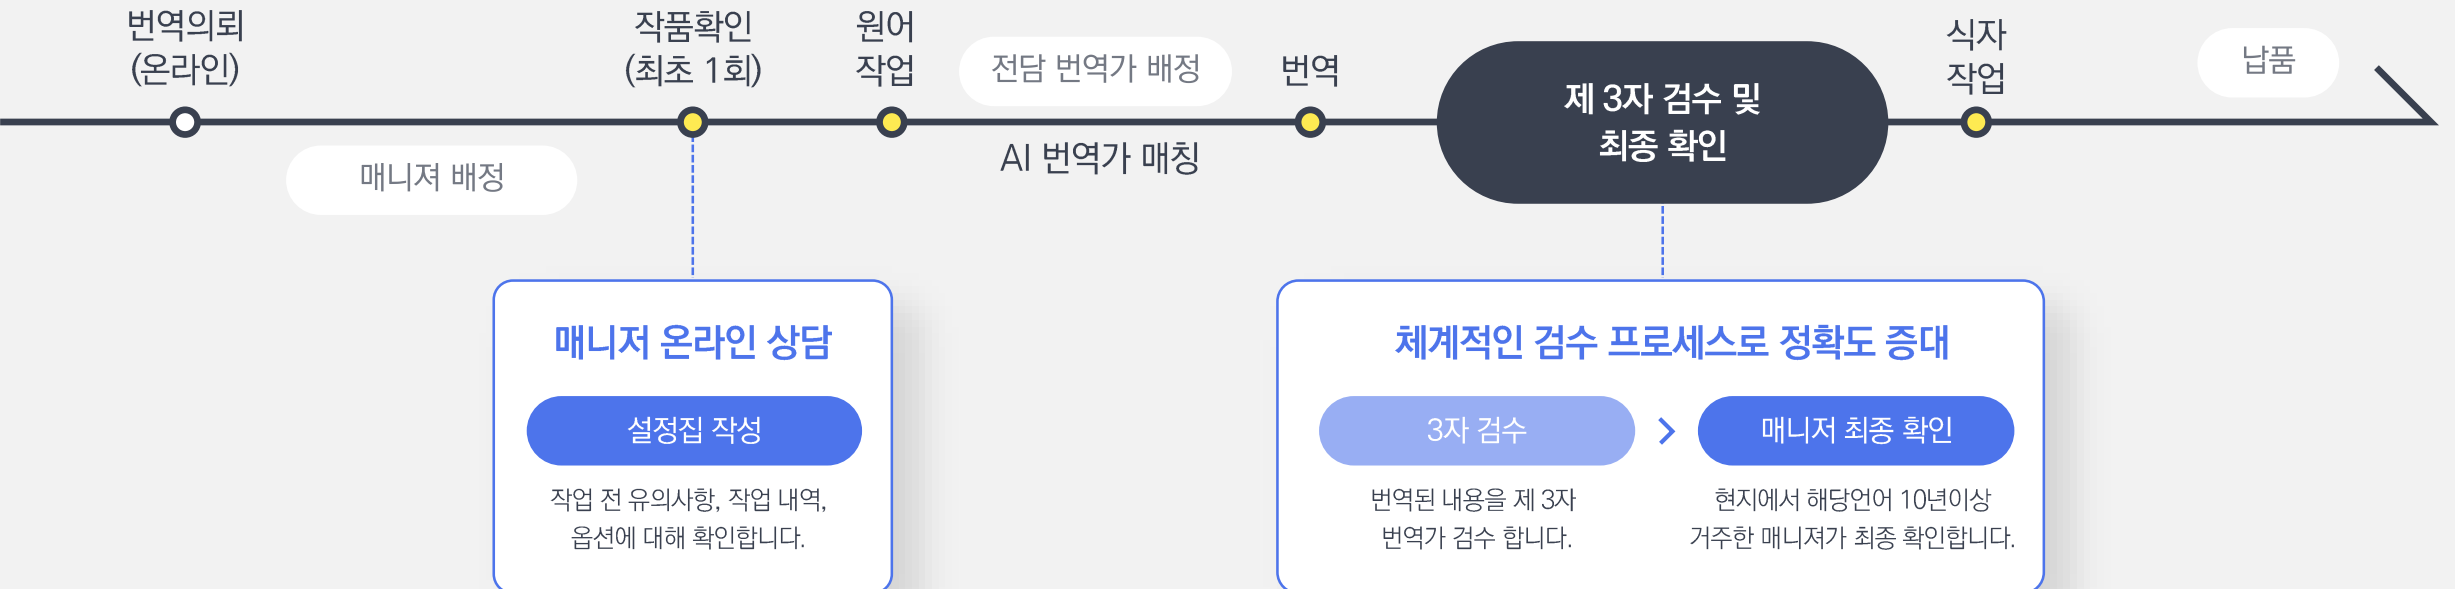 번역의뢰
(온라인)
매니져 배정
작품확인
(최초 1회)
원어
작업
전담 번역가 배정
AI 번역가 매칭
번역
제 3자 검수 및
최종 확인
식자
작업
납품
매니저 온라인 상담
설정집 작성
작업 전 유의사항, 작업 내역,
옵션에 대해 확인합니다.
체계적인 검수 프로세스로 정확도 증대
3자 검수
번역된 내용을 제 3자
번역가 검수 합니다.
매니저 최종 확인
현지에서 해당언어 10년이상
거주한 매니져가 최종 확인합니다.